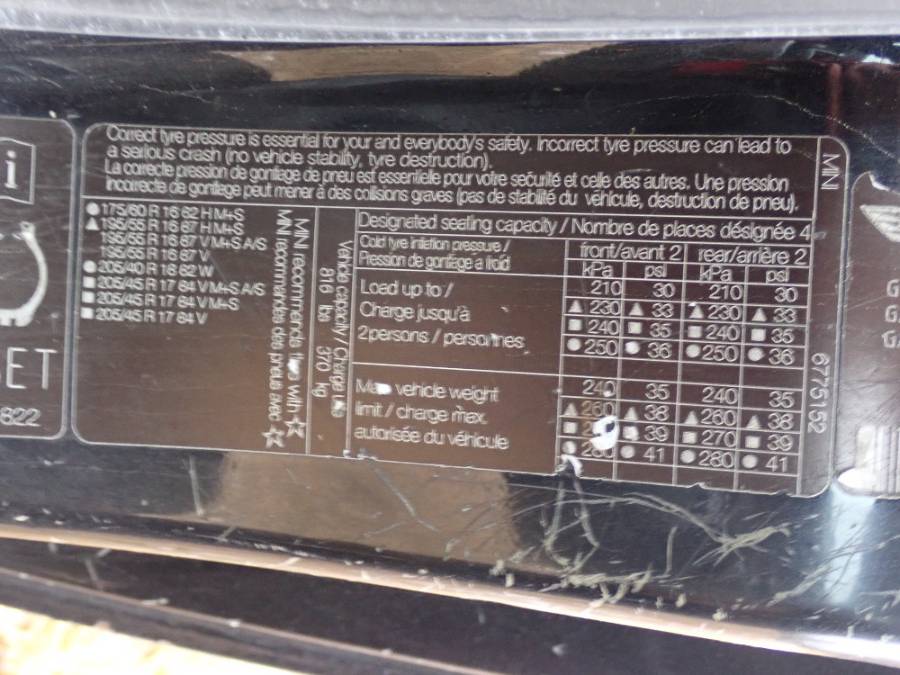 Correct tyre pressure is essential for your and everybody's safety. Incorrect tyre pressure can lead to
a serious crash (no vehicle stability, tyre destruction).
La correcte pression de gonflage de pneu est essentielle pour votre sécurité et celle des autres. Une pression
incorrecte de gonflage peut mener à des collisions graves (pas de stabilité du véhicule, destruction de pneu).
● 175/60 R 16 82 H M+S
▲ 195/55 R 16 87 H M+S
195/55 R 16 87 V M+S A/S
195/55 R 16 87 V
● 205/40 R 18 82 W
■ 205/45 R 17 84 V M+S A/S
■ 205/45 R 17 84 V M+S
■ 205/45 R 17 84 V
MINI recommends with ☆
MINI recommandes des pneus avec ☆
Vehicle capacity / Charge
816 lbs 370 kg
Designated seating capacity / Nombre de places désignée 4
Cold tyre inflation pressure /
Pression de gonflage à froid
front/avant 2 rear/arrière 2
kPa psi kPa psi
Load up to /
Charge jusqu'à
2persons / personnes
210 30 210 30
▲ 230 ▲ 33 ▲ 230 ▲ 33
■ 240 ■ 35 ■ 240 ■ 35
● 250 ● 36 ● 250 ● 36
Max vehicle weight
limit / charge max.
autorisée du véhicule
240 35 240 35
▲ 260 ▲ 38 ▲ 260 ▲ 38
■ ■ 39 ■ 270 ■ 39
● 280 ● 41 ● 280 ● 41
MINI
6775152
i
SET
822